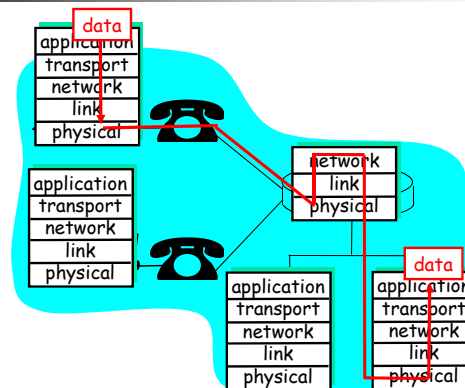 data
application
transport
network
link
physical
application
transport
network
link
physical
network
link
physical
data
application
transport
network
link
physical
application
transport
network
link
physical